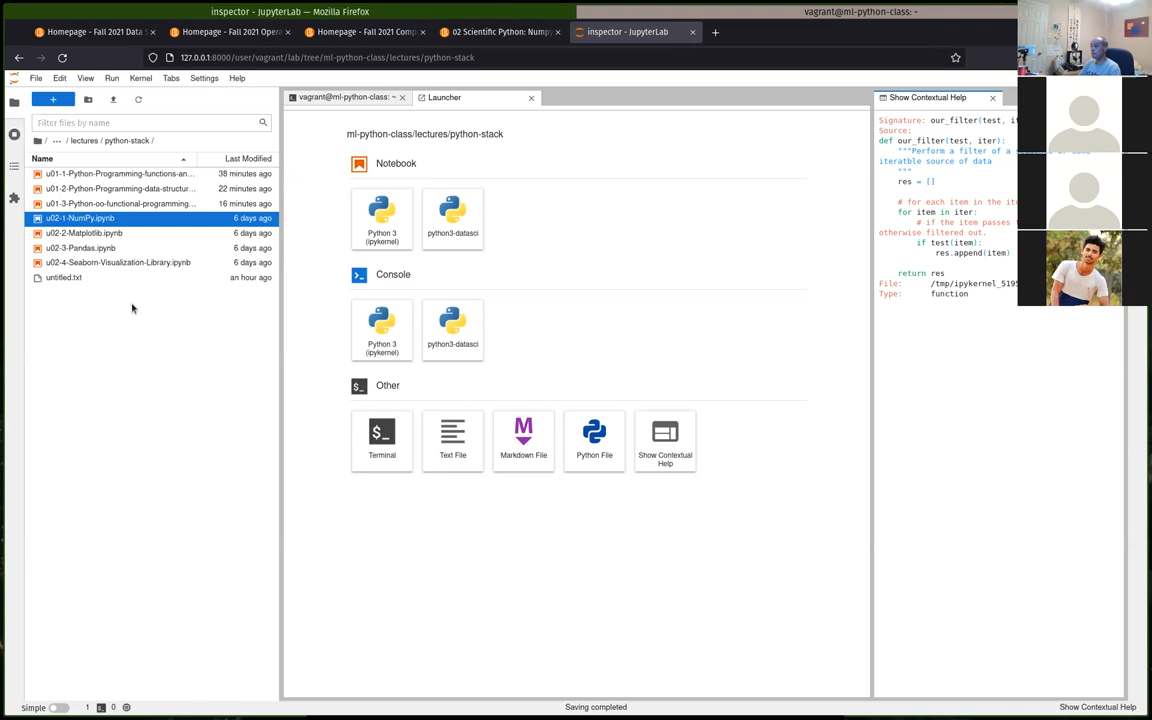 inspector - JupyterLab — Mozilla Firefox
vagrant@ml-python-class: ~
Homepage - Fall 2021 Data S
Homepage - Fall 2021 Opera
Homepage - Fall 2021 Comp
02 Scientific Python: Nump
inspector - JupyterLab
127.0.0.1:8000/user/vagrant/lab/tree/ml-python-class/lectures/python-stack
File Edit View Run Kernel Tabs Settings Help
vagrant@ml-python-class: ~
Launcher
Show Contextual Help
Filter files by name
/ ... / lectures / python-stack /
Name Last Modified
u01-1-Python-Programming-functions-an... 38 minutes ago
u01-2-Python-Programming-data-structur... 22 minutes ago
u01-3-Python-oo-functional-programming... 16 minutes ago
u02-1-NumPy.ipynb 6 days ago
u02-2-Matplotlib.ipynb 6 days ago
u02-3-Pandas.ipynb 6 days ago
u02-4-Seaborn-Visualization-Library.ipynb 6 days ago
untitled.txt an hour ago
ml-python-class/lectures/python-stack
Notebook
Python 3
(ipykernel)
python3-datasci
Console
Python 3
(ipykernel)
python3-datasci
Other
$_
Terminal
Text File
M
Markdown File
Python File
Show Contextual
Help
Signature: our_filter(test, it
Source:
def our_filter(test, iter):
"""Perform a filter of a
iteratble source of data
"""
res = []
# for each item in the it
for item in iter:
# if the item passes t
otherwise filtered out.
if test(item):
res.append(item)
return res
File: /tmp/ipykernel_5195
Type: function
Simple 1 0
Saving completed
Show Contextual Help